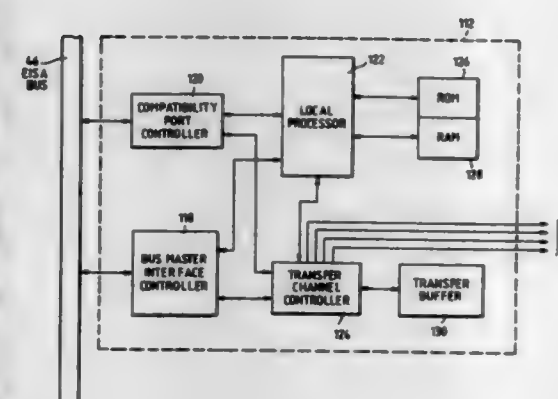 112
46
EISA
BUS
120
COMPATIBILITY
PORT
CONTROLLER
122
LOCAL
PROCESSOR
126
ROM
RAM
128
118
BUS MASTER
INTERFACE
CONTROLLER
TRANSFER
CHANNEL
CONTROLLER
124
TRANSFER
BUFFER
130